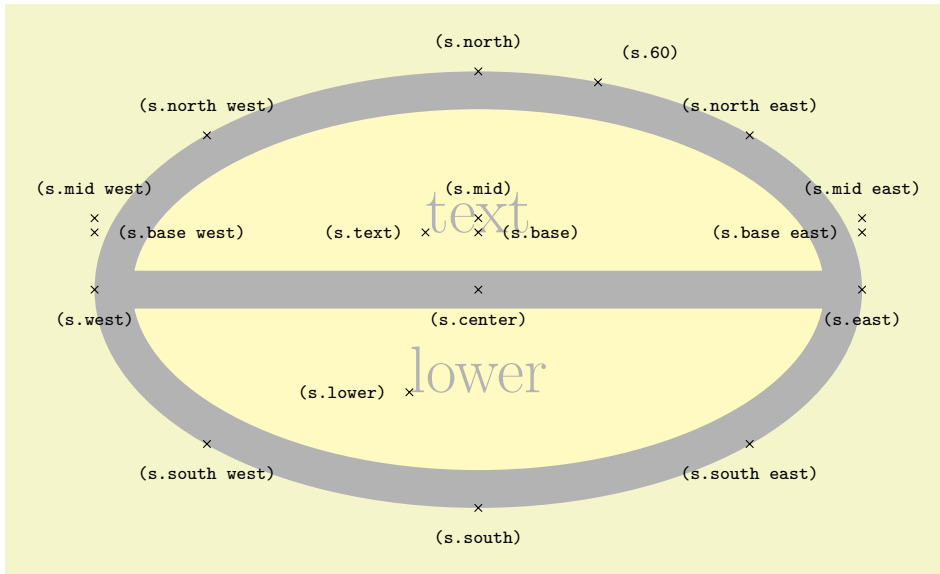 (s.north)
(s.60)
(s.north west)
(s.north east)
(s.mid west)
(s.mid)
(s.mid east)
text
(s.base west)
(s.text)
(s.base)
(s.base east)
(s.west)
(s.center)
(s.east)
lower
(s.lower)
(s.south west)
(s.south east)
(s.south)